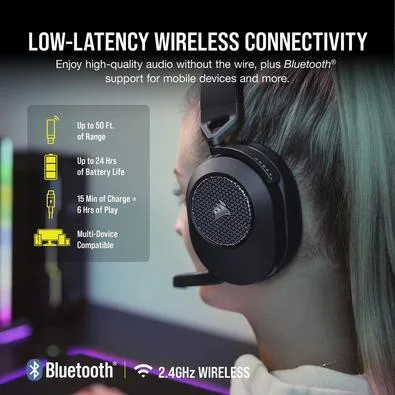 LOW-LATENCY WIRELESS CONNECTIVITY
Enjoy high-quality audio without the wire, plus Bluetooth®
support for mobile devices and more.
Up to 50 Ft.
of Range
Up to 24 Hrs
of Battery Life
15 Min of Charge =
6 Hrs of Play
Multi-Device
Compatible
Bluetooth® 2.4GHz WIRELESS